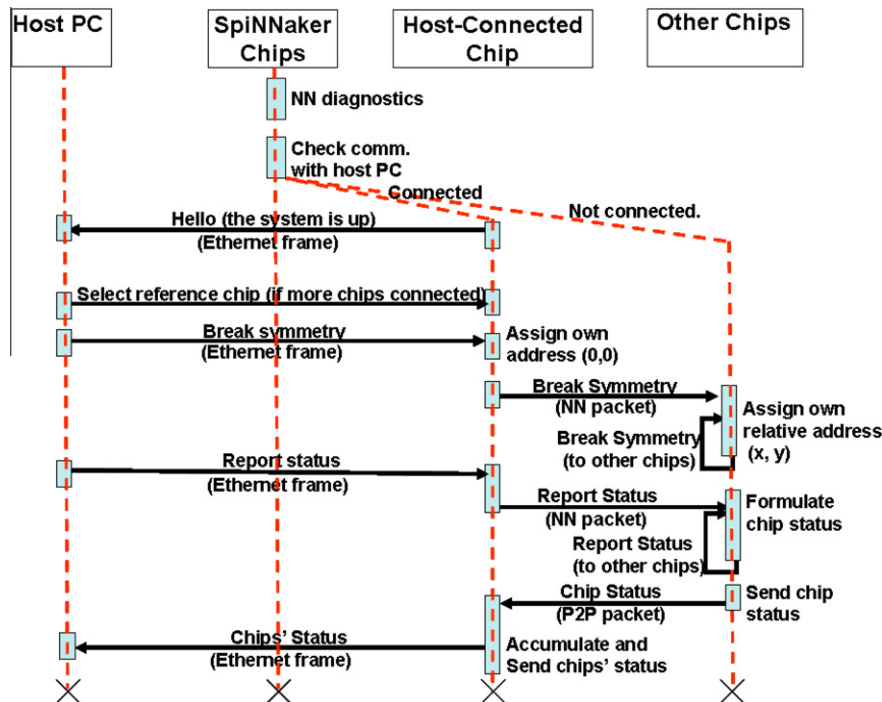 Host PC
SpiNNaker
Chips
Host-Connected
Chip
Other Chips
NN diagnostics
Check comm.
with host PC
Connected
Not connected.
Hello (the system is up)
(Ethernet frame)
Select reference chip (if more chips connected)
Break symmetry
(Ethernet frame)
Assign own
address (0,0)
Break Symmetry
(NN packet)
Assign own
relative address
(x, y)
Break Symmetry
(to other chips)
Report status
(Ethernet frame)
Report Status
(NN packet)
Formulate
chip status
Report Status
(to other chips)
Chip Status
(P2P packet)
Send chip
status
Chips' Status
(Ethernet frame)
Accumulate and
Send chips' status